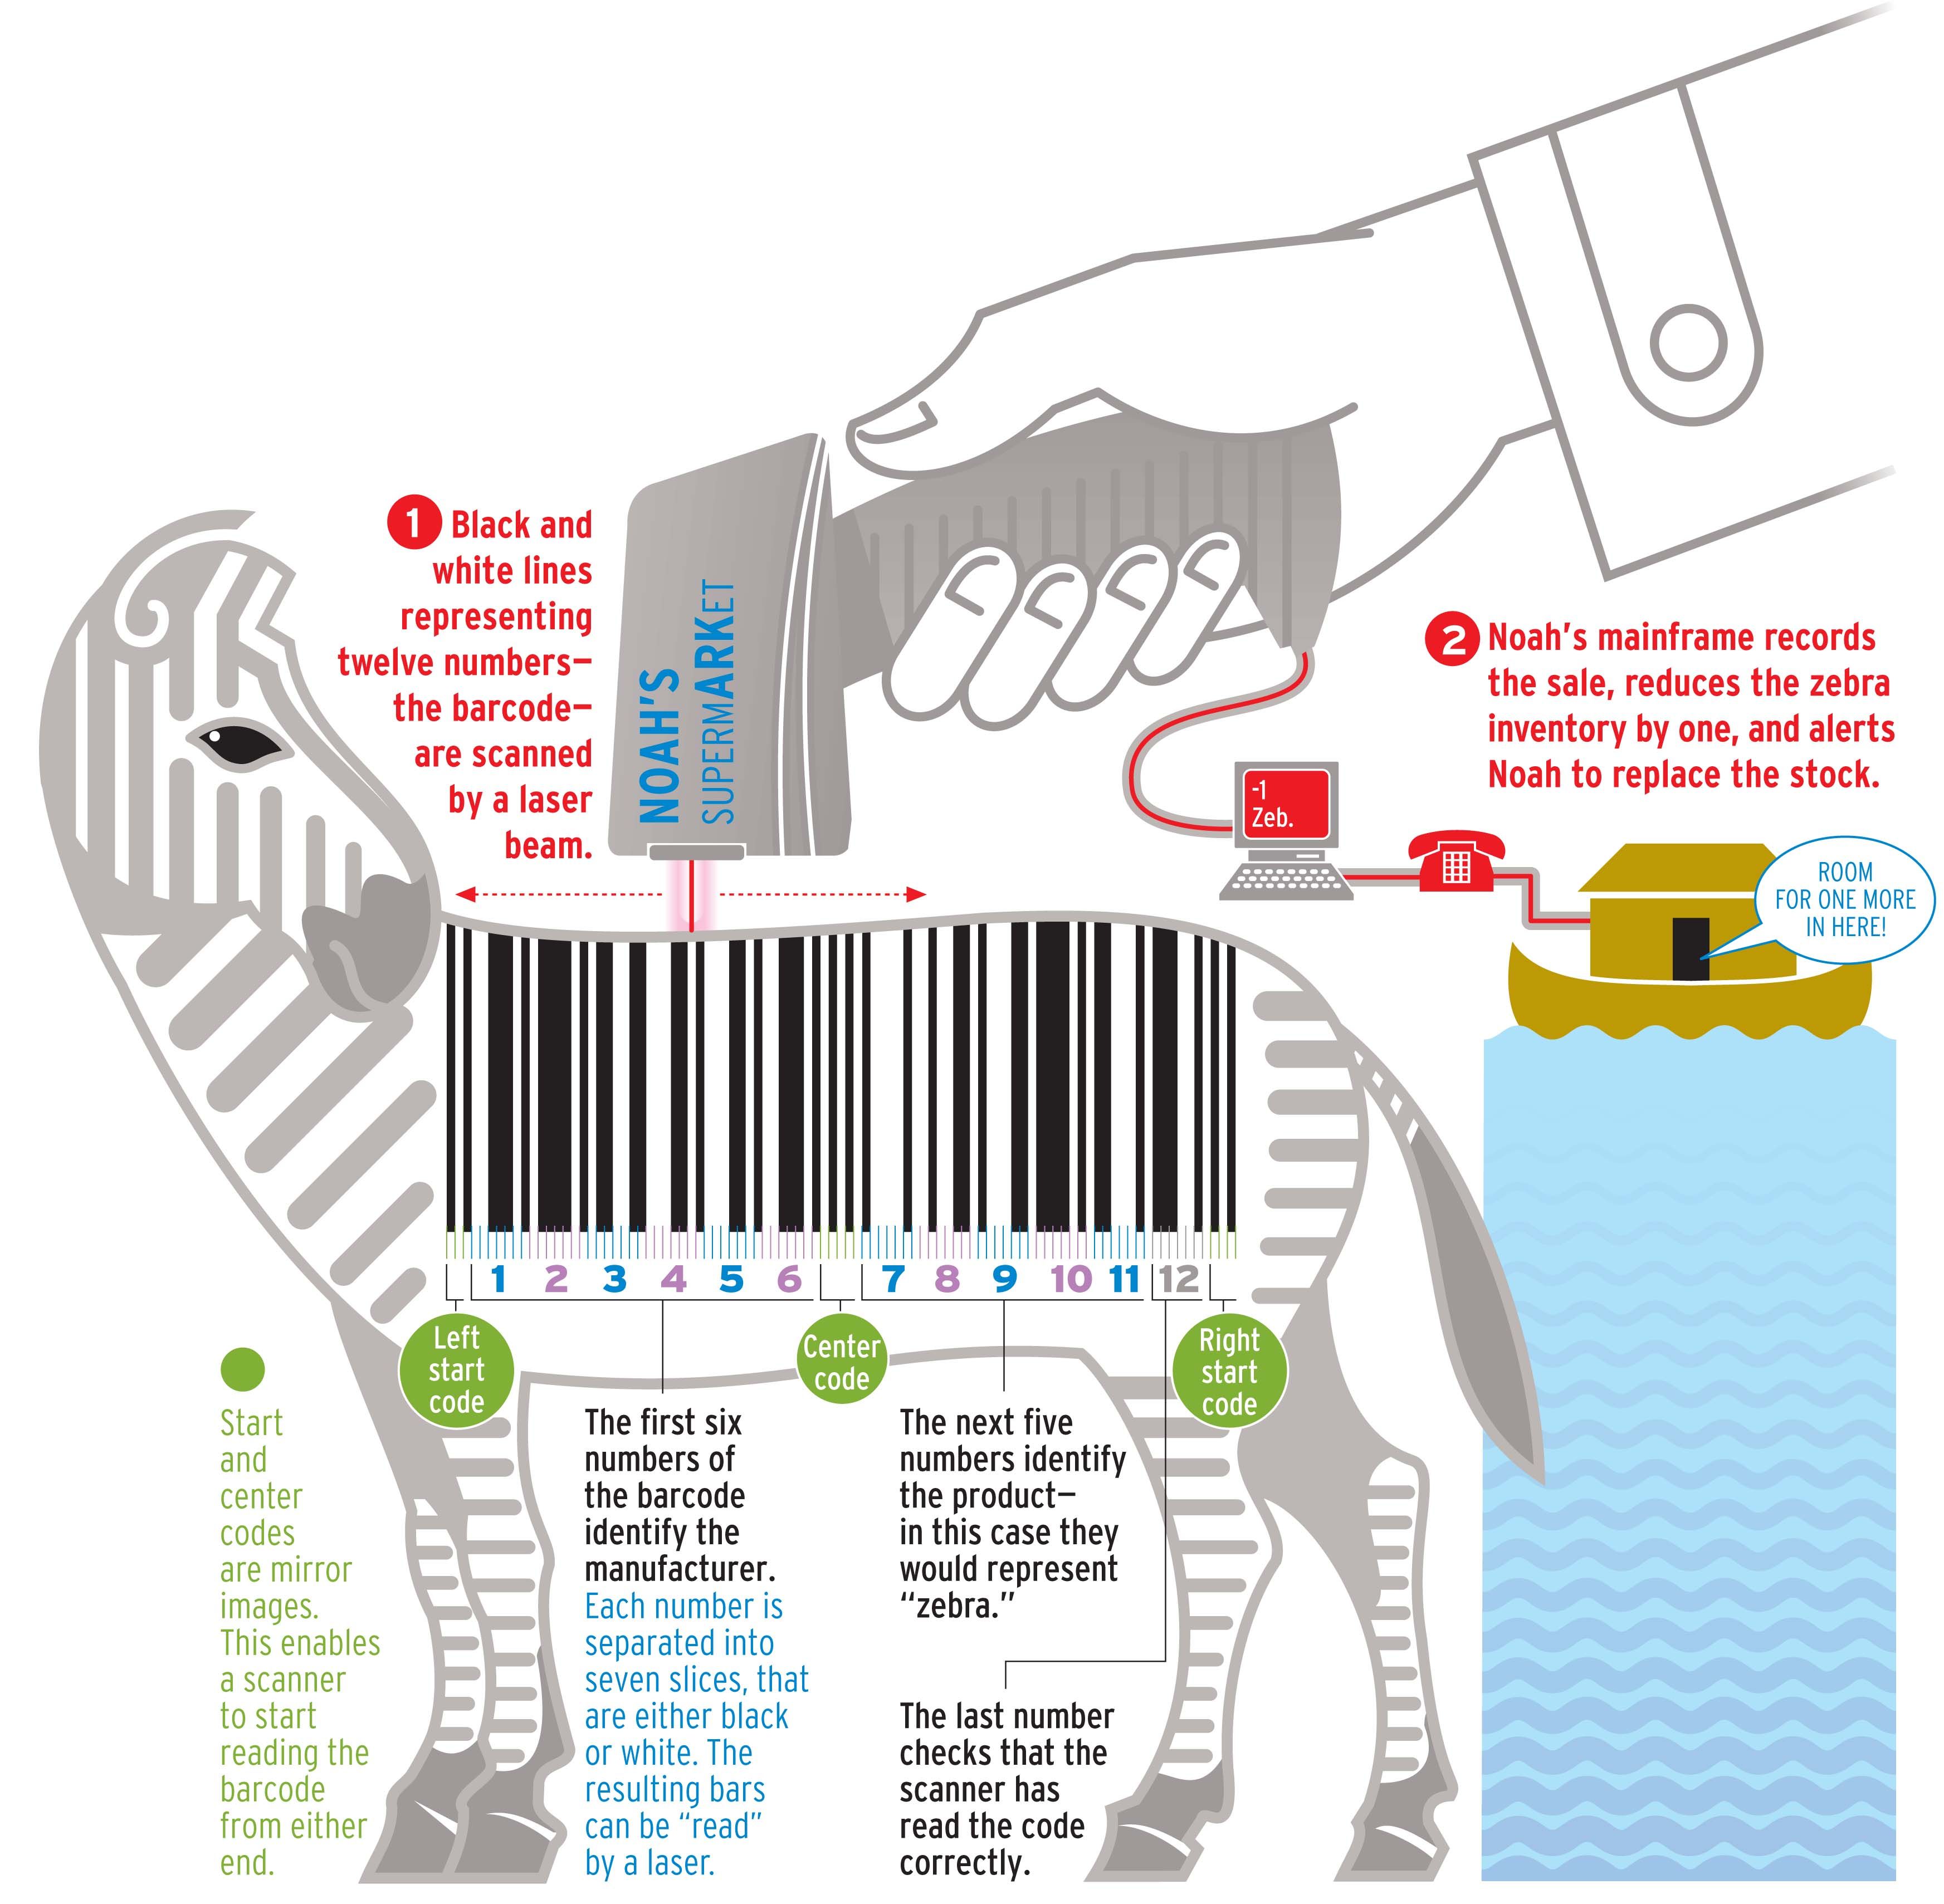 1 Black and
white lines
representing
twelve numbers—
the barcode—
are scanned
by a laser
beam.
NOAH'S
SUPERMARKET
2 Noah's mainframe records
the sale, reduces the zebra
inventory by one, and alerts
Noah to replace the stock.
-1
Zeb.
ROOM
FOR ONE MORE
IN HERE!
1 2 3 4 5 6 7 8 9 10 11 12
Left
start
code
Center
code
Right
start
code
Start
and
center
codes
are mirror
images.
This enables
a scanner
to start
reading the
barcode
from either
end.
The first six
numbers of
the barcode
identify the
manufacturer.
Each number is
separated into
seven slices, that
are either black
or white. The
resulting bars
can be “read”
by a laser.
The next five
numbers identify
the product—
in this case they
would represent
“zebra.”
The last number
checks that the
scanner has
read the code
correctly.